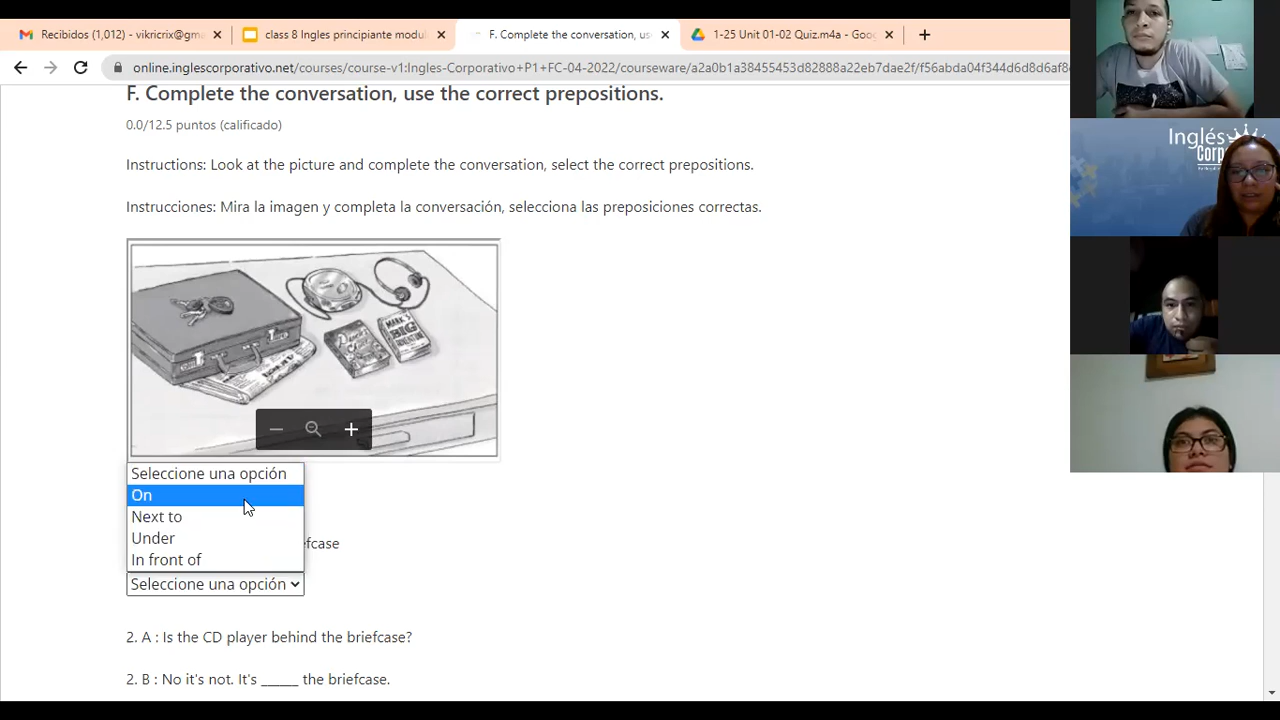 Recibidos (1,012) - vikricrix@gm
class 8 Ingles principiante modul
F. Complete the conversation, use
1-25 Unit 01-02 Quiz.m4a - Goo
online.inglescorporativo.net/courses/course-v1:Ingles-Corporativo+P1+FC-04-2022/courseware/a2a0b1a38455453d82888a22eb7dae2f/f56abda04f344d6d8d6af8
F. Complete the conversation, use the correct prepositions.
0.0/12.5 puntos (calificado)
Instructions: Look at the picture and complete the conversation, select the correct prepositions.
Instrucciones: Mira la imagen y completa la conversación, selecciona las preposiciones correctas.
MARK'S
BIG
Seleccione una opción
On
Next to
Under
In front of
efcase
Seleccione una opción
2. A : Is the CD player behind the briefcase?
2. B : No it's not. It's _____ the briefcase.
Inglés
Corp